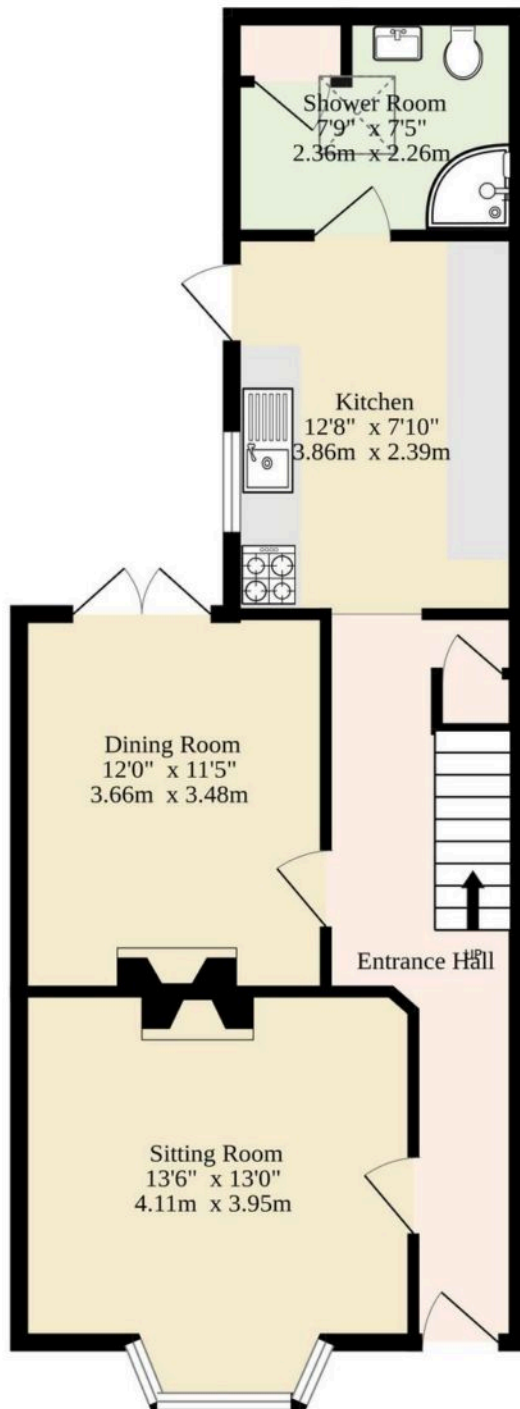 Shower Room
7'9" x 7'5"
2.36m x 2.26m
Kitchen
12'8" x 7'10"
3.86m x 2.39m
Dining Room
12'0" x 11'5"
3.66m x 3.48m
UP
Entrance Hall
Sitting Room
13'6" x 13'0"
4.11m x 3.95m